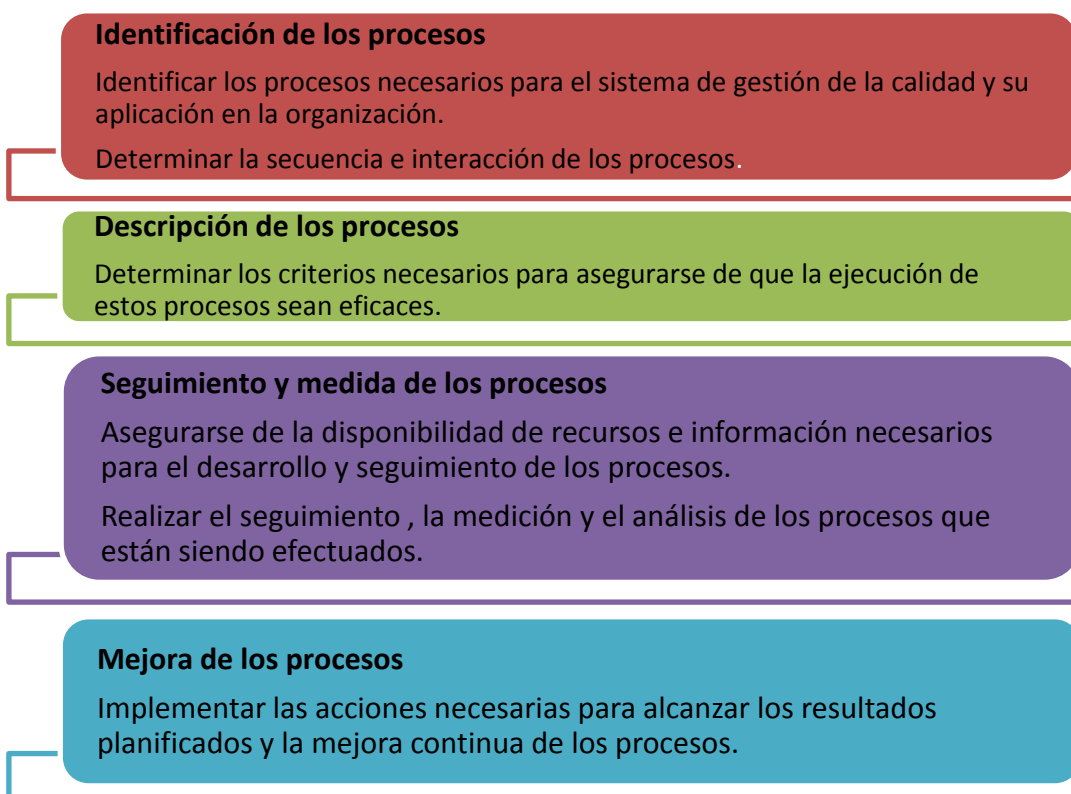 Identificación de los procesos
Identificar los procesos necesarios para el sistema de gestión de la calidad y su
aplicación en la organización.
Determinar la secuencia e interacción de los procesos.
Descripción de los procesos
Determinar los criterios necesarios para asegurarse de que la ejecución de
estos procesos sean eficaces.
Seguimiento y medida de los procesos
Asegurarse de la disponibilidad de recursos e información necesarios
para el desarrollo y seguimiento de los procesos.
Realizar el seguimiento , la medición y el análisis de los procesos que
están siendo efectuados.
Mejora de los procesos
Implementar las acciones necesarias para alcanzar los resultados
planificados y la mejora continua de los procesos.